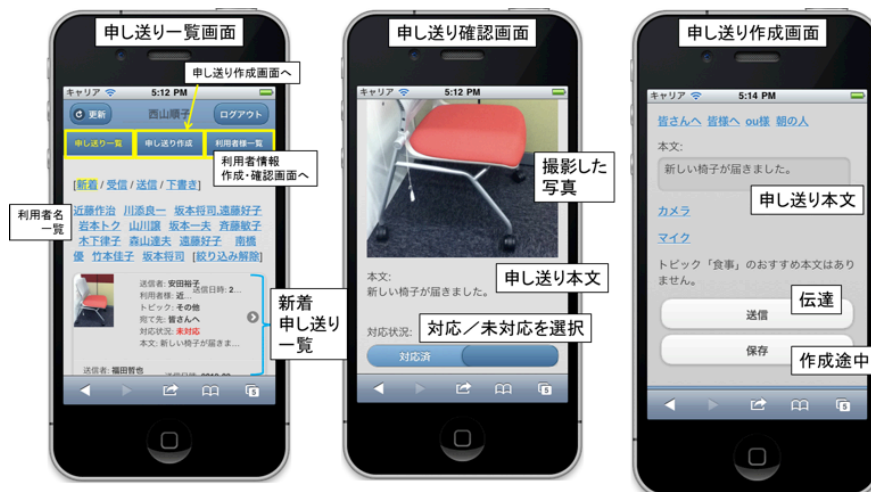 申し送り一覧画面
申し送り作成画面へ
キャリア 5:12 PM
更新 西山順子 ログアウト
申し送り一覧 申し送り作成 利用者様一覧
利用者情報
作成・確認画面へ
[新着 / 受信 / 送信 / 下書き]
利用者名
一覧
近藤作治 川添良一 坂本将司,遠藤好子
岩本トク 山川譲 坂本一夫 斉藤敏子
木下律子 森山達夫 遠藤好子 南橋
優 竹本佳子 坂本将司 [絞り込み解除]
送信者: 安田裕子
送信日時: 2...
利用者様: 近...
トピック: その他
宛て先: 皆さんへ
対応状況: 未対応
本文: 新しい椅子が届きま...
新着
申し送り
一覧
送信者: 福田哲也
5
申し送り確認画面
キャリア 5:12 PM
撮影した
写真
本文:
新しい椅子が届きました。
申し送り本文
対応状況:
対応/未対応を選択
対応済
5
申し送り作成画面
キャリア 5:14 PM
皆さんへ 皆様へ ou様 朝の人
本文:
新しい椅子が届きました。
申し送り本文
カメラ
マイク
トピック「食事」のおすすめ本文はあり
ません。
伝達
送信
保存
作成途中
5